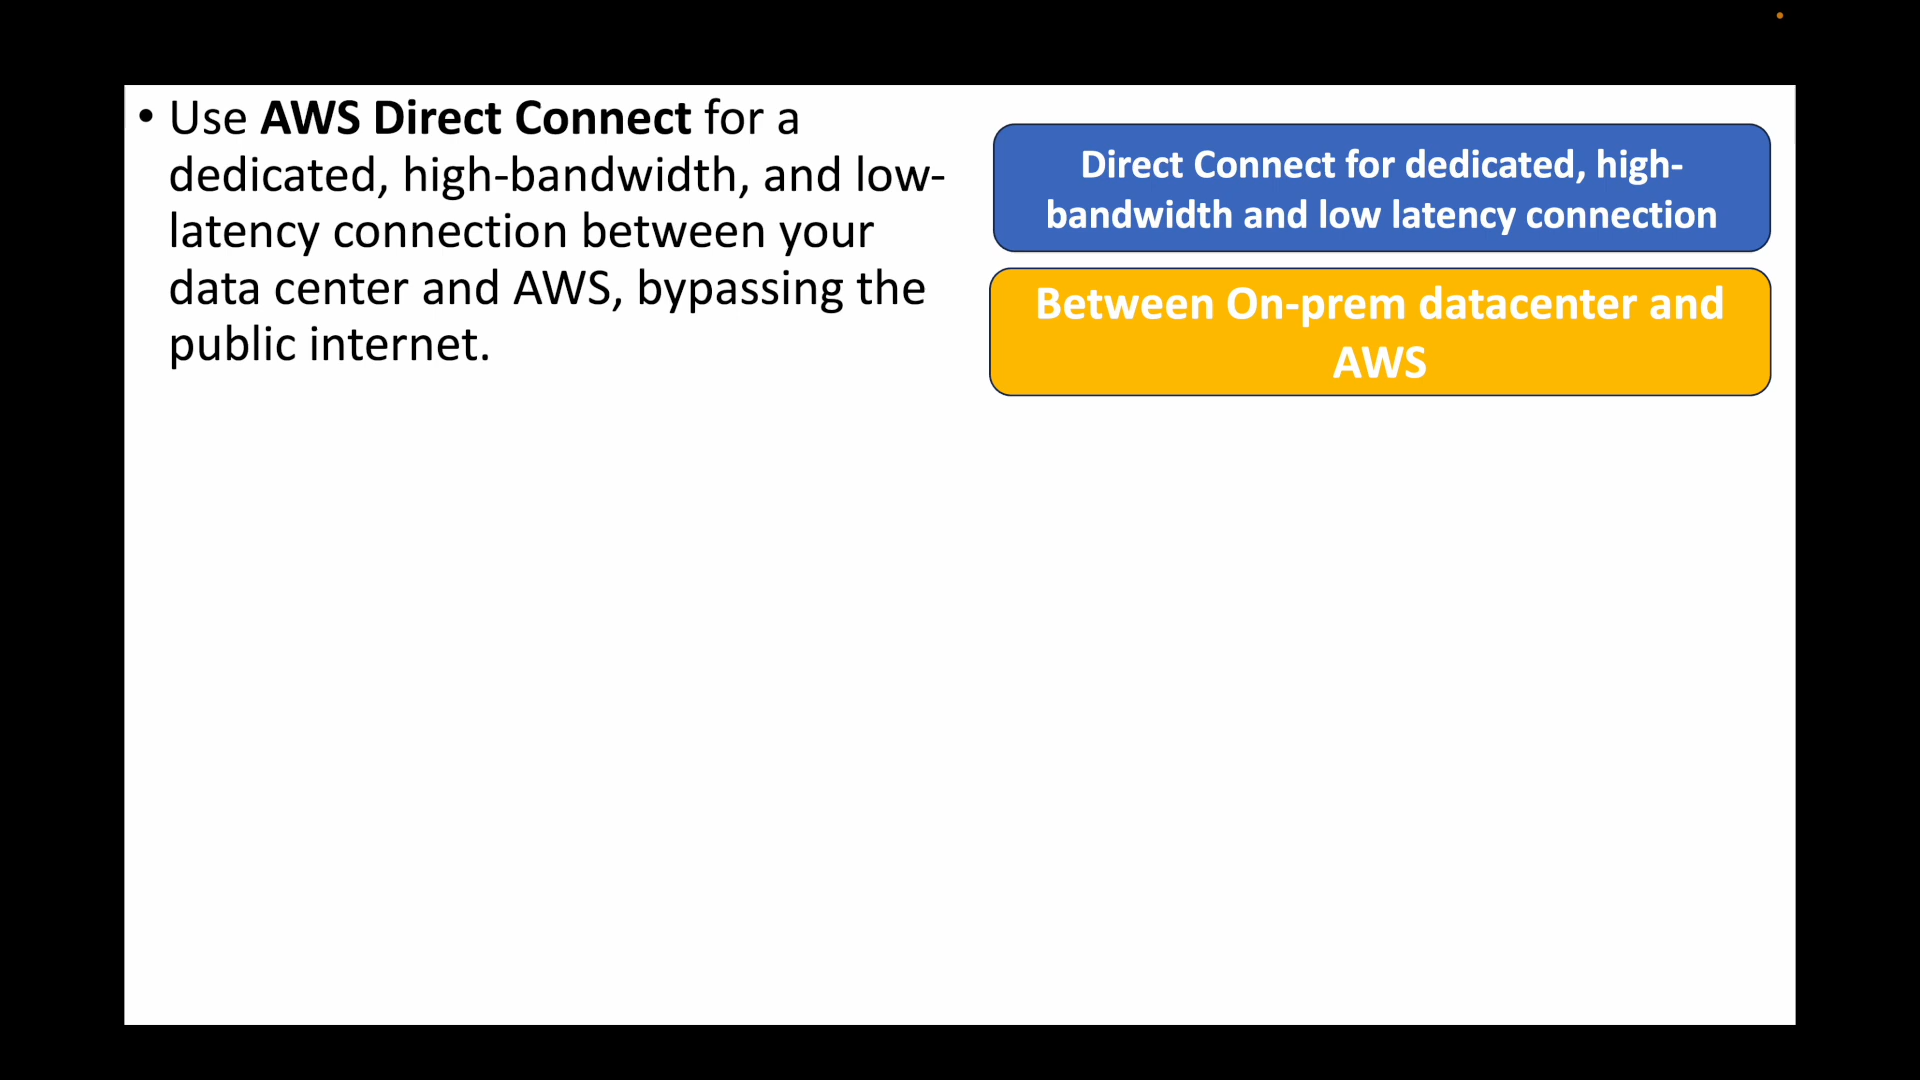 • Use AWS Direct Connect for a
dedicated, high-bandwidth, and low-
latency connection between your
data center and AWS, bypassing the
public internet.
Direct Connect for dedicated, high-
bandwidth and low latency connection
Between On-prem datacenter and
AWS